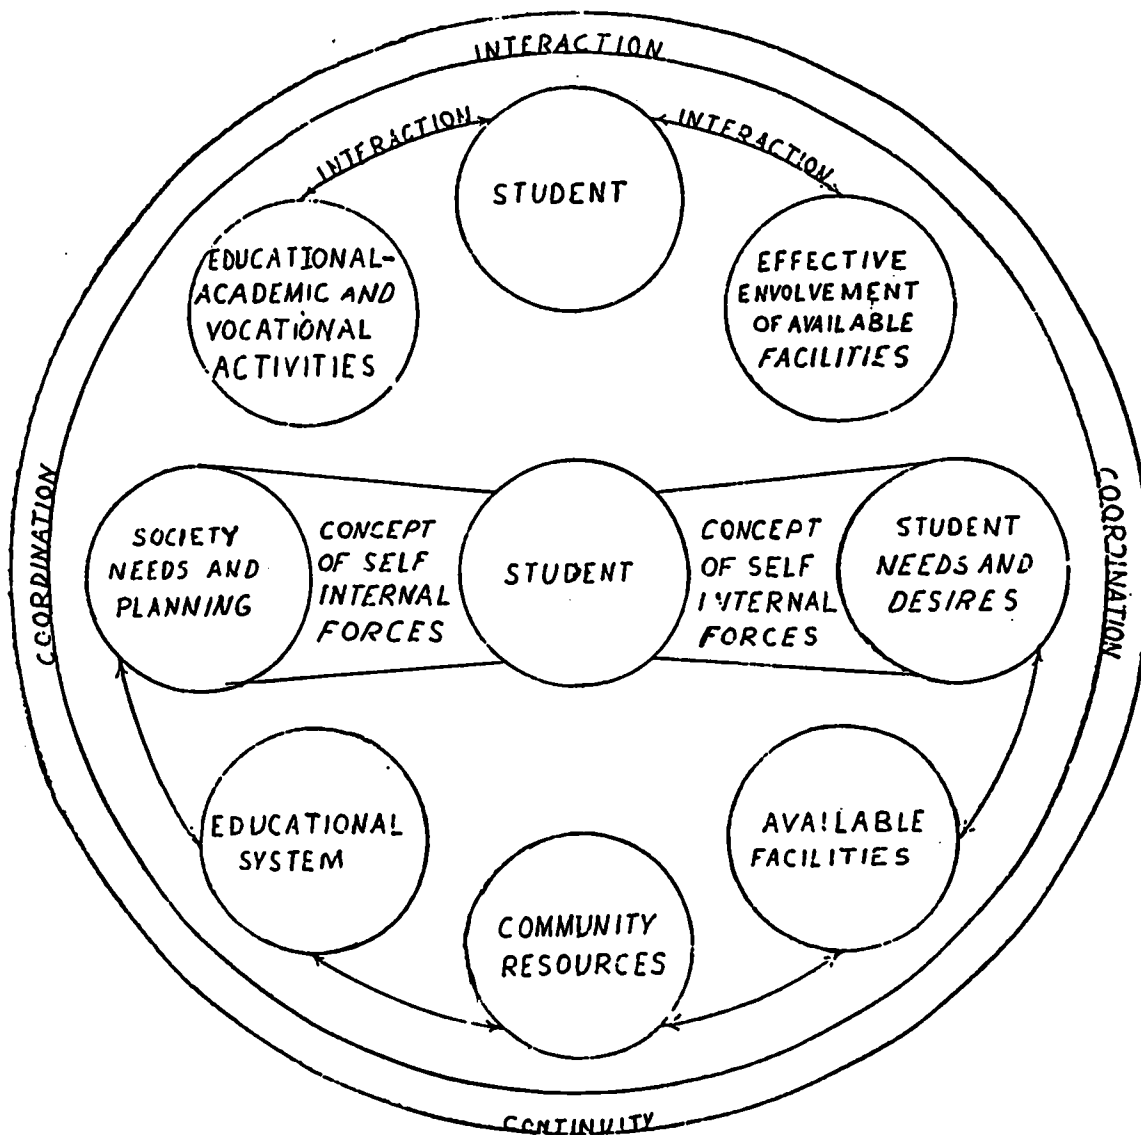 INTERACTION
INTERACTION
INTERACTION
STUDENT
EDUCATIONAL-
ACADEMIC AND
VOCATIONAL
ACTIVITIES
EFFECTIVE
ENVOLVEMENT
OF AVAILABLE
FACILITIES
COORDINATION
SOCIETY
NEEDS AND
PLANNING
CONCEPT
OF SELF
INTERNAL
FORCES
STUDENT
CONCEPT
OF SELF
INTERNAL
FORCES
STUDENT
NEEDS AND
DESIRES
COORDINATION
EDUCATIONAL
SYSTEM
AVAILABLE
FACILITIES
COMMUNITY
RESOURCES
CONTINUITY